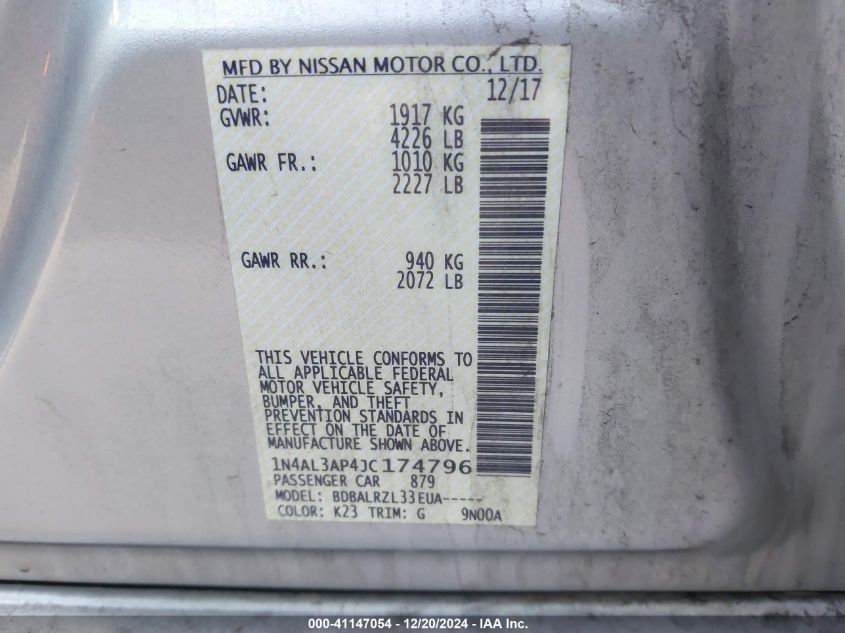 MFD BY NISSAN MOTOR CO., LTD.
DATE: 12/17
GVWR: 1917 KG
4226 LB
GAWR FR.: 1010 KG
2227 LB
GAWR RR.: 940 KG
2072 LB
THIS VEHICLE CONFORMS TO
ALL APPLICABLE FEDERAL
MOTOR VEHICLE SAFETY,
BUMPER, AND THEFT
PREVENTION STANDARDS IN
EFFECT ON THE DATE OF
MANUFACTURE SHOWN ABOVE.
1N4AL3AP4JC174796
PASSENGER CAR 879
MODEL: BDBALRZL33EUA-----
COLOR: K23 TRIM: G 9N00A
000-41147054 - 12/20/2024 - IAA Inc.